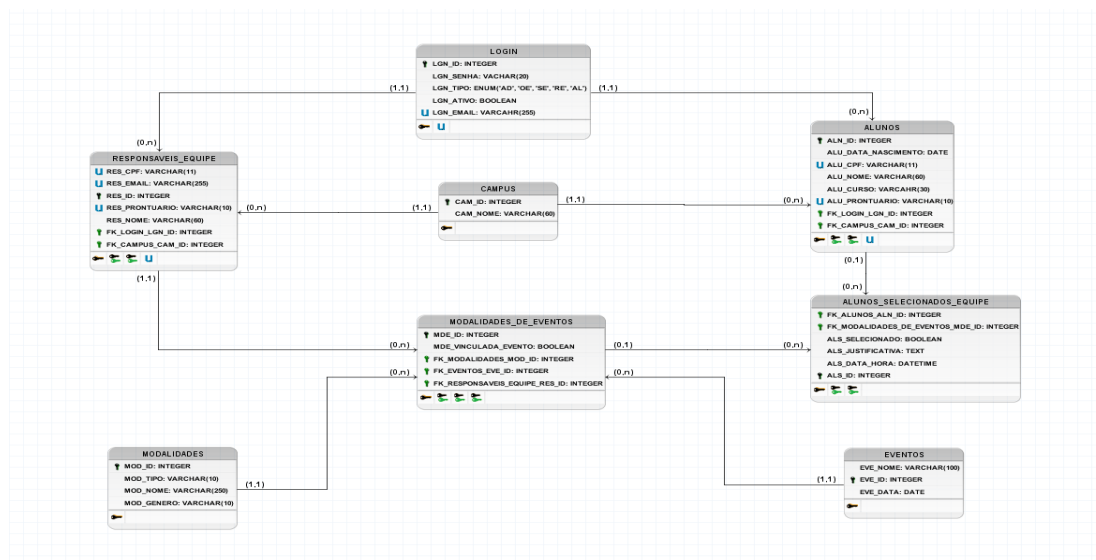 LOGIN
LGN_ID: INTEGER
LGN_SENHA: VACHAR(20)
LGN_TIPO: ENUM('AD', 'OE', 'SE', 'RE', 'AL')
LGN_ATIVO: BOOLEAN
U LGN_EMAIL: VARCAHR(255)
U
(1,1)
(1,1)
(0,n)
(0,n)
RESPONSAVEIS_EQUIPE
U RES_CPF: VARCHAR(11)
U RES_EMAIL: VARCHAR(255)
RES_ID: INTEGER
U RES_PRONTUARIO: VARCHAR(10)
RES_NOME: VARCHAR(60)
FK_LOGIN_LGN_ID: INTEGER
FK_CAMPUS_CAM_ID: INTEGER
U
CAMPUS
CAM_ID: INTEGER
CAM_NOME: VARCHAR(60)
(0,n)
(1,1)
(1,1)
(0,n)
ALUNOS
ALN_ID: INTEGER
ALU_DATA_NASCIMENTO: DATE
U ALU_CPF: VARCHAR(11)
ALU_NOME: VARCHAR(60)
ALU_CURSO: VARCAHR(30)
U ALU_PRONTUARIO: VARCHAR(10)
FK_LOGIN_LGN_ID: INTEGER
FK_CAMPUS_CAM_ID: INTEGER
U
(1,1)
(0,1)
(0,n)
MODALIDADES_DE_EVENTOS
MDE_ID: INTEGER
MDE_VINCULADA_EVENTO: BOOLEAN
FK_MODALIDADES_MOD_ID: INTEGER
FK_EVENTOS_EVE_ID: INTEGER
FK_RESPONSAVEIS_EQUIPE_RES_ID: INTEGER
(0,n)
(0,n)
(0,1)
(0,n)
(0,n)
ALUNOS_SELECIONADOS_EQUIPE
FK_ALUNOS_ALN_ID: INTEGER
FK_MODALIDADES_DE_EVENTOS_MDE_ID: INTEGER
ALS_SELECIONADO: BOOLEAN
ALS_JUSTIFICATIVA: TEXT
ALS_DATA_HORA: DATETIME
ALS_ID: INTEGER
MODALIDADES
MOD_ID: INTEGER
MOD_TIPO: VARCHAR(10)
MOD_NOME: VARCHAR(250)
MOD_GENERO: VARCHAR(10)
(1,1)
(1,1)
EVENTOS
EVE_NOME: VARCHAR(100)
EVE_ID: INTEGER
EVE_DATA: DATE